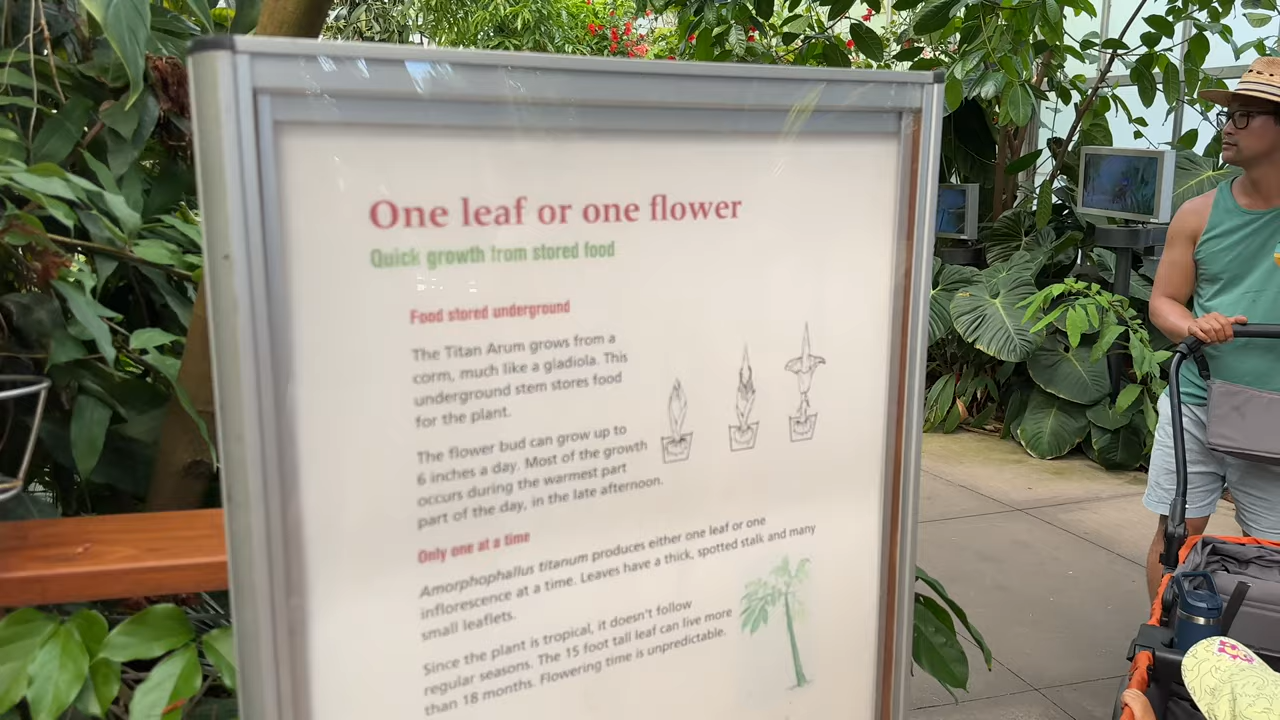 One leaf or one flower
Quick growth from stored food
Food stored underground
The Titan Arum grows from a
corm, much like a gladiola. This
underground stem stores food
for the plant.
The flower bud can grow up to
6 inches a day. Most of the growth
occurs during the warmest part
part of the day, in the late afternoon.
Only one at a time
Amorphophallus titanum produces either one leaf or one
inflorescence at a time. Leaves have a thick, spotted stalk and many
small leaflets.
Since the plant is tropical, it doesn't follow
regular seasons. The 15 foot tall leaf can live more
than 18 months. Flowering time is unpredictable.